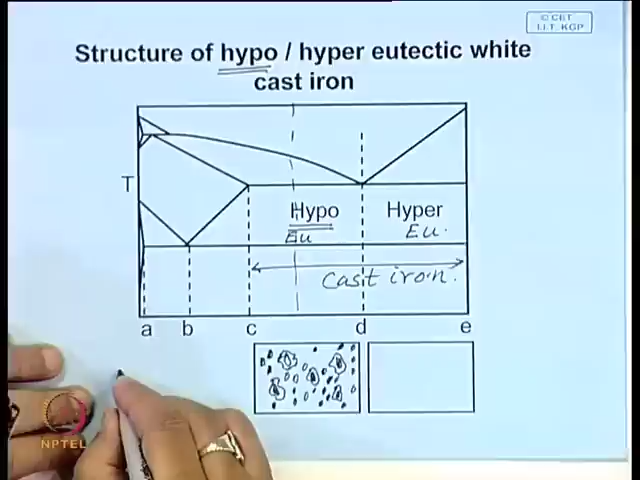 © CET
I.I.T. KGP
Structure of hypo / hyper eutectic white
cast iron
T
Hypo Hyper
Eu Eu.
cast iron.
a b c d e
NPTEL